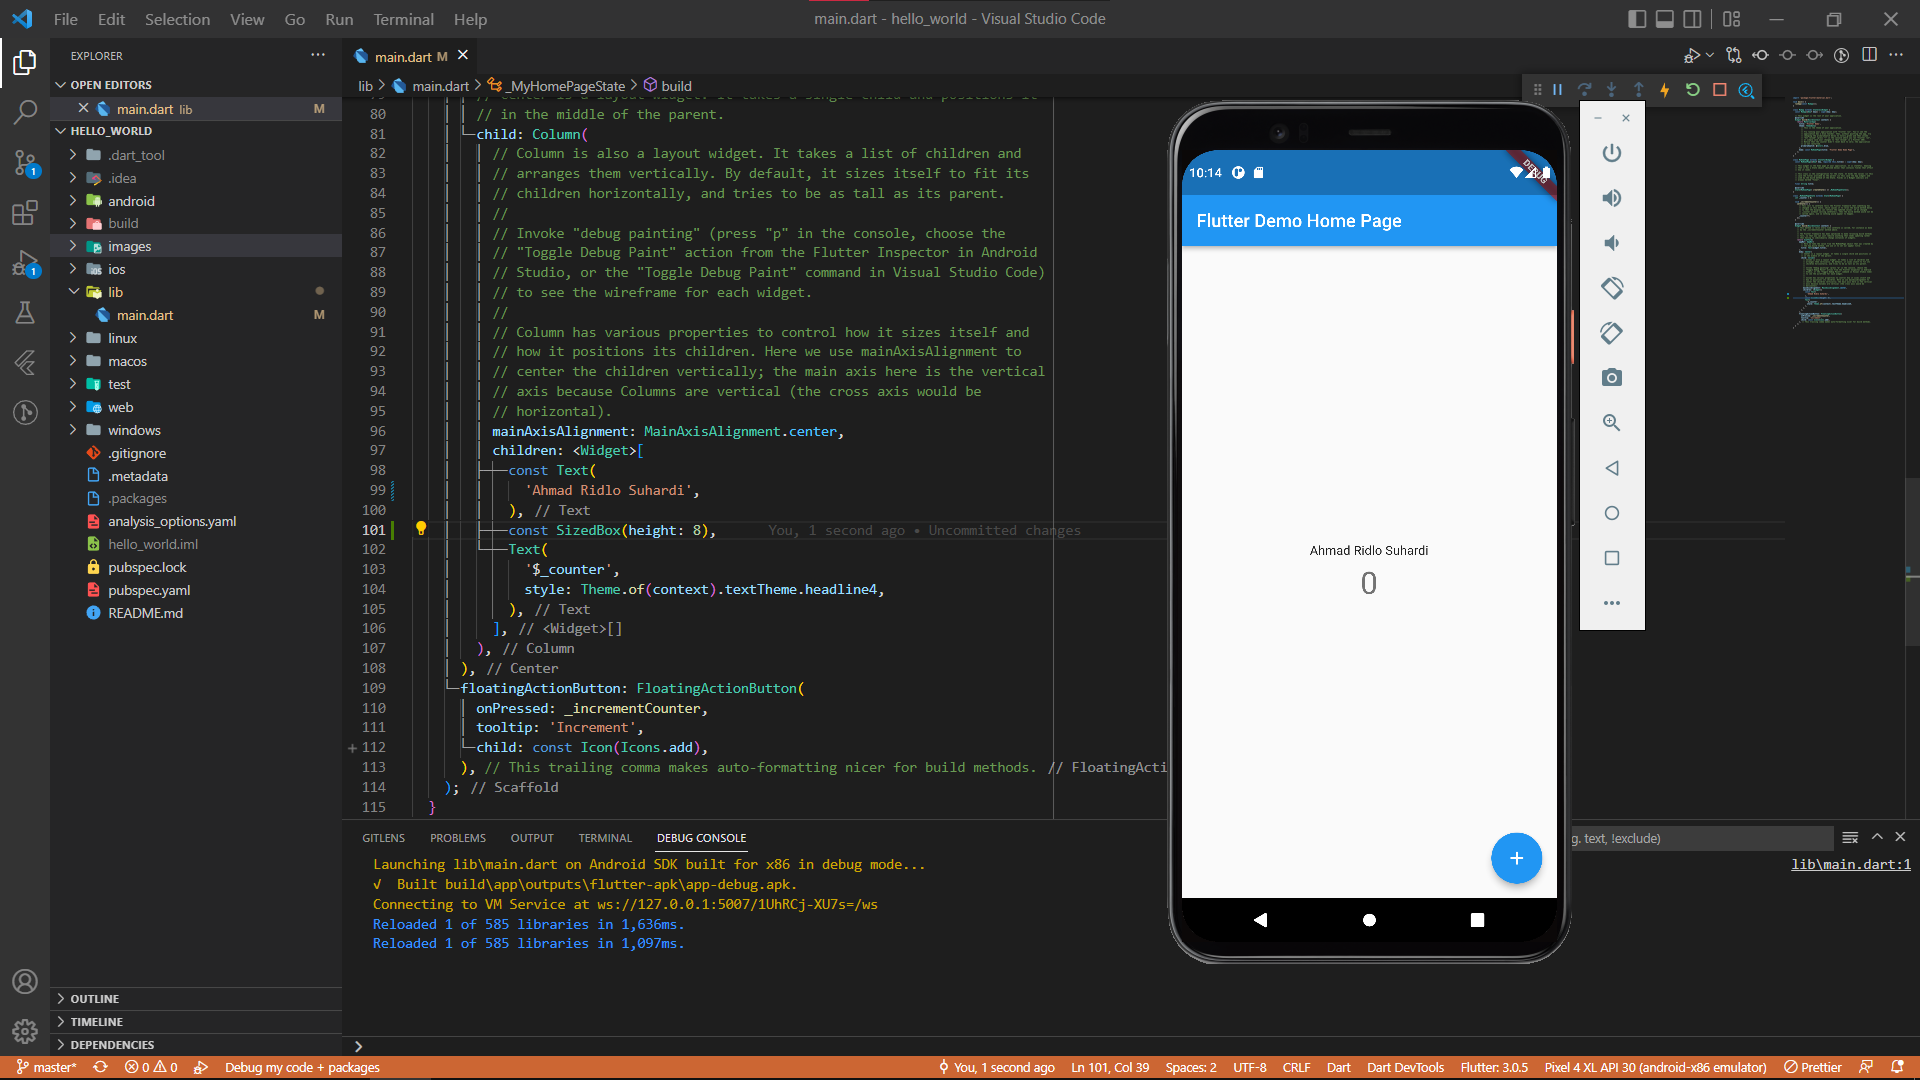 File Edit Selection View Go Run Terminal Help
main.dart - hello_world - Visual Studio Code
EXPLORER
OPEN EDITORS
main.dart lib M
HELLO_WORLD
.dart_tool
.idea
android
build
images
ios
lib
main.dart M
linux
macos
test
web
windows
.gitignore
.metadata
.packages
analysis_options.yaml
hello_world.iml
pubspec.lock
pubspec.yaml
README.md
OUTLINE
TIMELINE
DEPENDENCIES
1
1
main.dart M
lib > main.dart > _MyHomePageState > build
// Center is a layout widget. It takes a single child and positions it
80 // in the middle of the parent.
81 child: Column(
82 // Column is also a layout widget. It takes a list of children and
83 // arranges them vertically. By default, it sizes itself to fit its
84 // children horizontally, and tries to be as tall as its parent.
85 //
86 // Invoke "debug painting" (press "p" in the console, choose the
87 // "Toggle Debug Paint" action from the Flutter Inspector in Android
88 // Studio, or the "Toggle Debug Paint" command in Visual Studio Code)
89 // to see the wireframe for each widget.
90 //
91 // Column has various properties to control how it sizes itself and
92 // how it positions its children. Here we use mainAxisAlignment to
93 // center the children vertically; the main axis here is the vertical
94 // axis because Columns are vertical (the cross axis would be
95 // horizontal).
96 mainAxisAlignment: MainAxisAlignment.center,
97 children: <Widget>[
98 const Text(
99 'Ahmad Ridlo Suhardi',
100 ), // Text
101 const SizedBox(height: 8), You, 1 second ago • Uncommitted changes
102 Text(
103 '$_counter',
104 style: Theme.of(context).textTheme.headline4,
105 ), // Text
106 ], // <Widget>[]
107 ), // Column
108 ), // Center
109 floatingActionButton: FloatingActionButton(
110 onPressed: _incrementCounter,
111 tooltip: 'Increment',
112 child: const Icon(Icons.add),
113 ), // This trailing comma makes auto-formatting nicer for build methods. // FloatingActi
114 ); // Scaffold
115 }
10:14
DEBUG
Flutter Demo Home Page
Ahmad Ridlo Suhardi
0
GITLENS PROBLEMS OUTPUT TERMINAL DEBUG CONSOLE
g. text, !exclude)
Launching lib\main.dart on Android SDK built for x86 in debug mode...
lib\main.dart:1
√ Built build\app\outputs\flutter-apk\app-debug.apk.
Connecting to VM Service at ws://127.0.0.1:5007/1UhRCj-XU7s=/ws
Reloaded 1 of 585 libraries in 1,636ms.
Reloaded 1 of 585 libraries in 1,097ms.
master* 0 0 Debug my code + packages You, 1 second ago Ln 101, Col 39 Spaces: 2 UTF-8 CRLF Dart Dart DevTools Flutter: 3.0.5 Pixel 4 XL API 30 (android-x86 emulator) Prettier